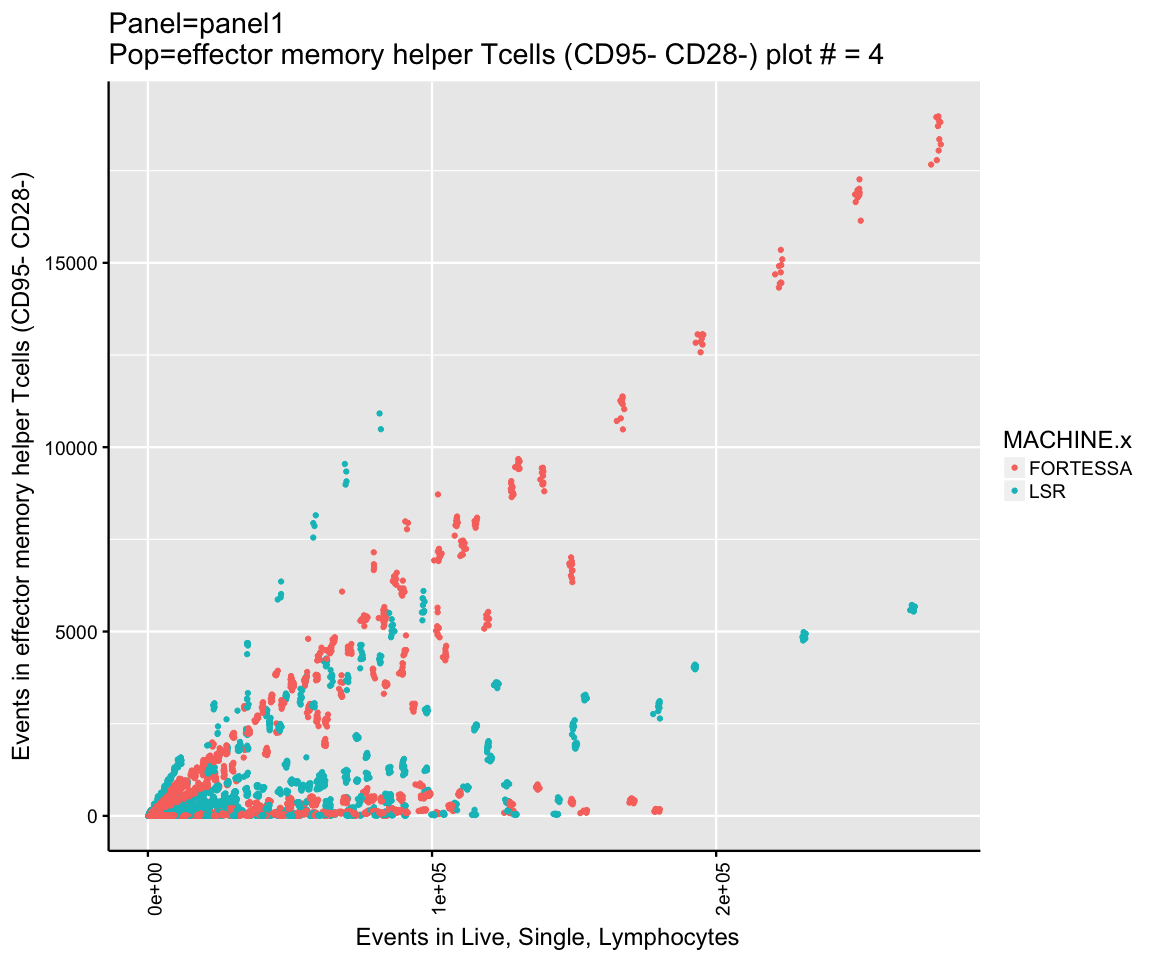 Panel=panel1
Pop=effector memory helper Tcells (CD95- CD28-) plot # = 4
Events in effector memory helper Tcells (CD95- CD28-)
15000
10000
5000
0
0e+00
1e+05
2e+05
Events in Live, Single, Lymphocytes
MACHINE.x
FORTESSA
LSR